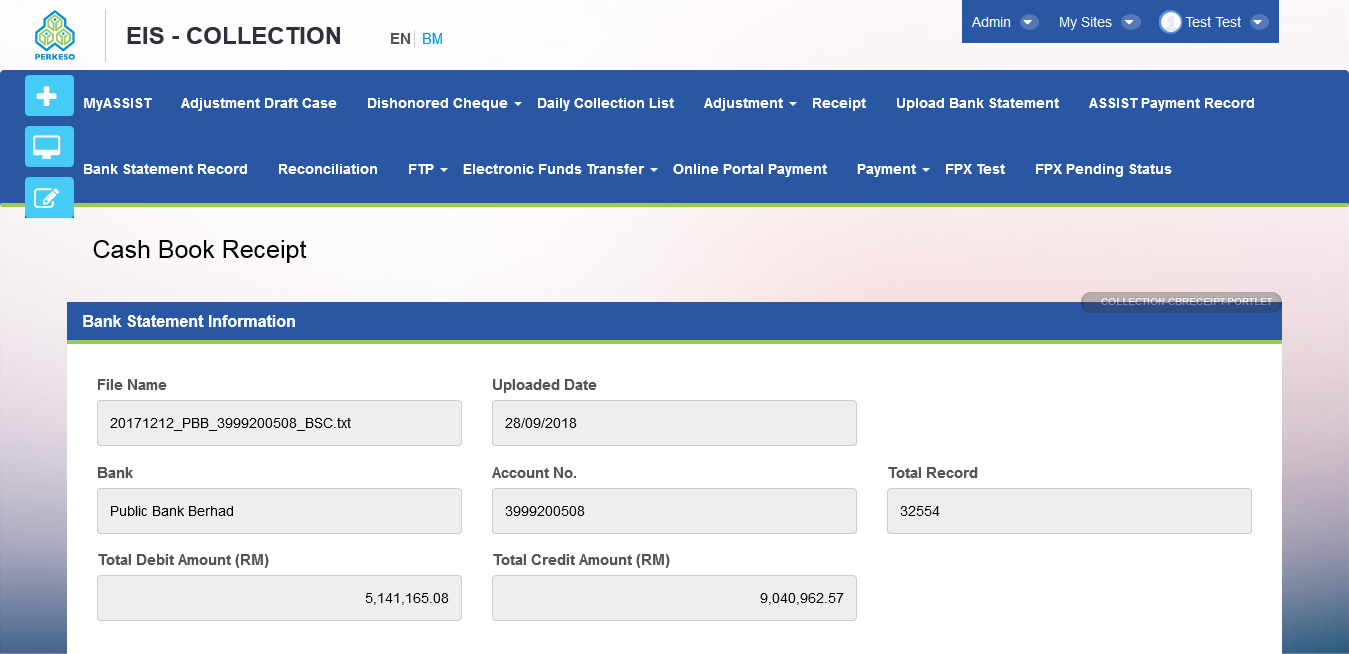 PERKESO
EIS - COLLECTION
EN BM
Admin My Sites Test Test
MyASSIST Adjustment Draft Case Dishonored Cheque Daily Collection List Adjustment Receipt Upload Bank Statement ASSIST Payment Record
Bank Statement Record Reconciliation FTP Electronic Funds Transfer Online Portal Payment Payment FPX Test FPX Pending Status
Cash Book Receipt
COLLECTION CBRECEIPT-PORTLET
Bank Statement Information
File Name Uploaded Date
20171212_PBB_3999200508_BSC.txt 28/09/2018
Bank Account No. Total Record
Public Bank Berhad 3999200508 32554
Total Debit Amount (RM) Total Credit Amount (RM)
5,141,165.08 9,040,962.57